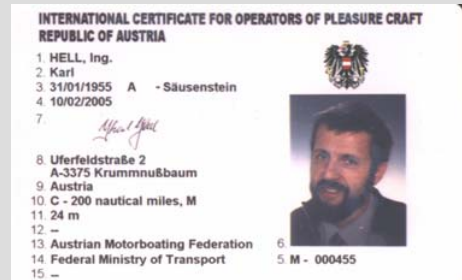 INTERNATIONAL CERTIFICATE FOR OPERATORS OF PLEASURE CRAFT
REPUBLIC OF AUSTRIA
1. HELL, Ing.
2. Karl
3. 31/01/1955 A - Säusenstein
4. 10/02/2005
7.
8. Uferfeldstraße 2
A-3375 Krummnußbaum
9. Austria
10. C - 200 nautical miles, M
11. 24 m
12. --
13. Austrian Motorboating Federation
14. Federal Ministry of Transport
15. --
6.
5. M - 000455